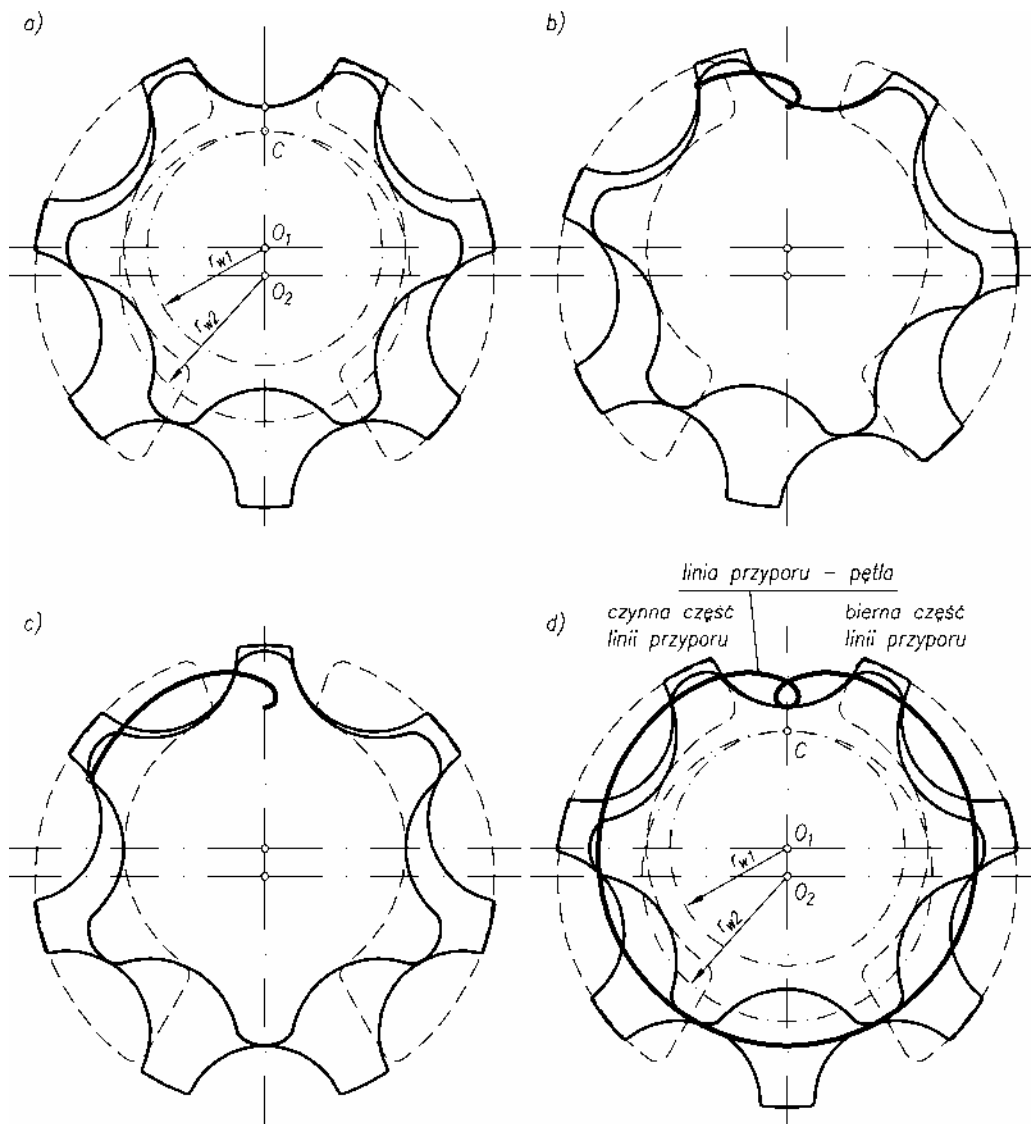 a)
C
O1
rw1
O2
rw2
b)
c)
d)
linia przyporu - pętla
czynna część
linii przyporu
bierna część
linii przyporu
C
O1
rw1
O2
rw2